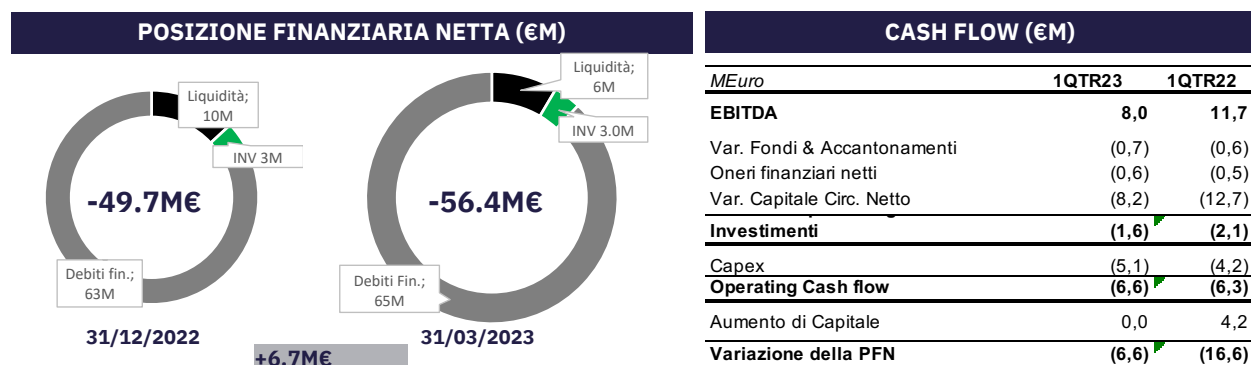 POSIZIONE FINANZIARIA NETTA (€M)
Liquidità;
10M
INV 3M
-49.7M€
Debiti fin.;
63M
31/12/2022
Liquidità;
6M
INV 3.0M
-56.4M€
Debiti Fin.;
65M
31/03/2023
+6.7M€
CASH FLOW (€M)
MEuro 1QTR23 1QTR22
EBITDA 8,0 11,7
Var. Fondi & Accantonamenti (0,7) (0,6)
Oneri finanziari netti (0,6) (0,5)
Var. Capitale Circ. Netto (8,2) (12,7)
Investimenti (1,6) (2,1)
Capex (5,1) (4,2)
Operating Cash flow (6,6) (6,3)
Aumento di Capitale 0,0 4,2
Variazione della PFN (6,6) (16,6)